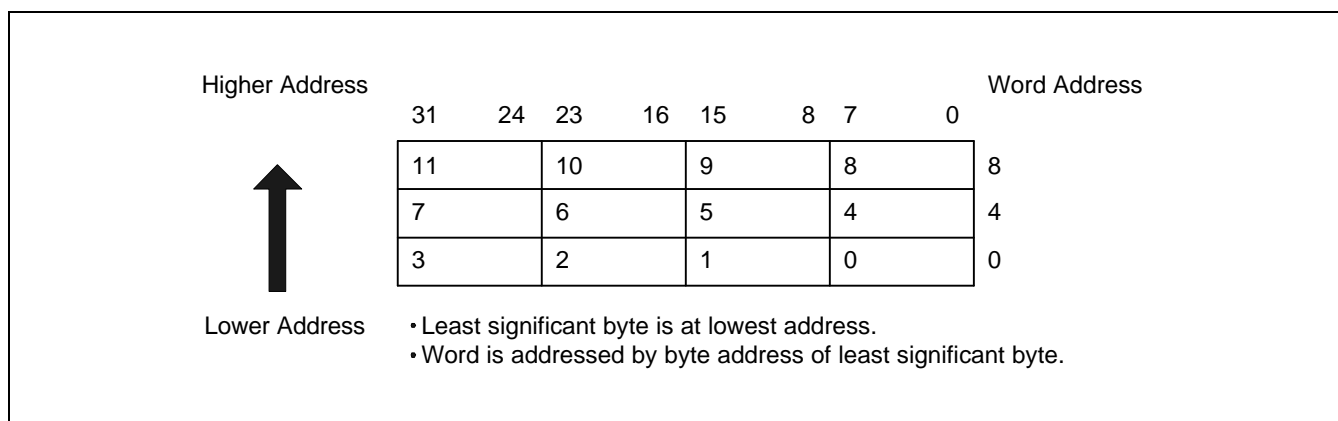 Higher Address
Word Address
31 24 23 16 15 8 7 0
11 10 9 8 8
7 6 5 4 4
3 2 1 0 0
Lower Address
• Least significant byte is at lowest address.
• Word is addressed by byte address of least significant byte.